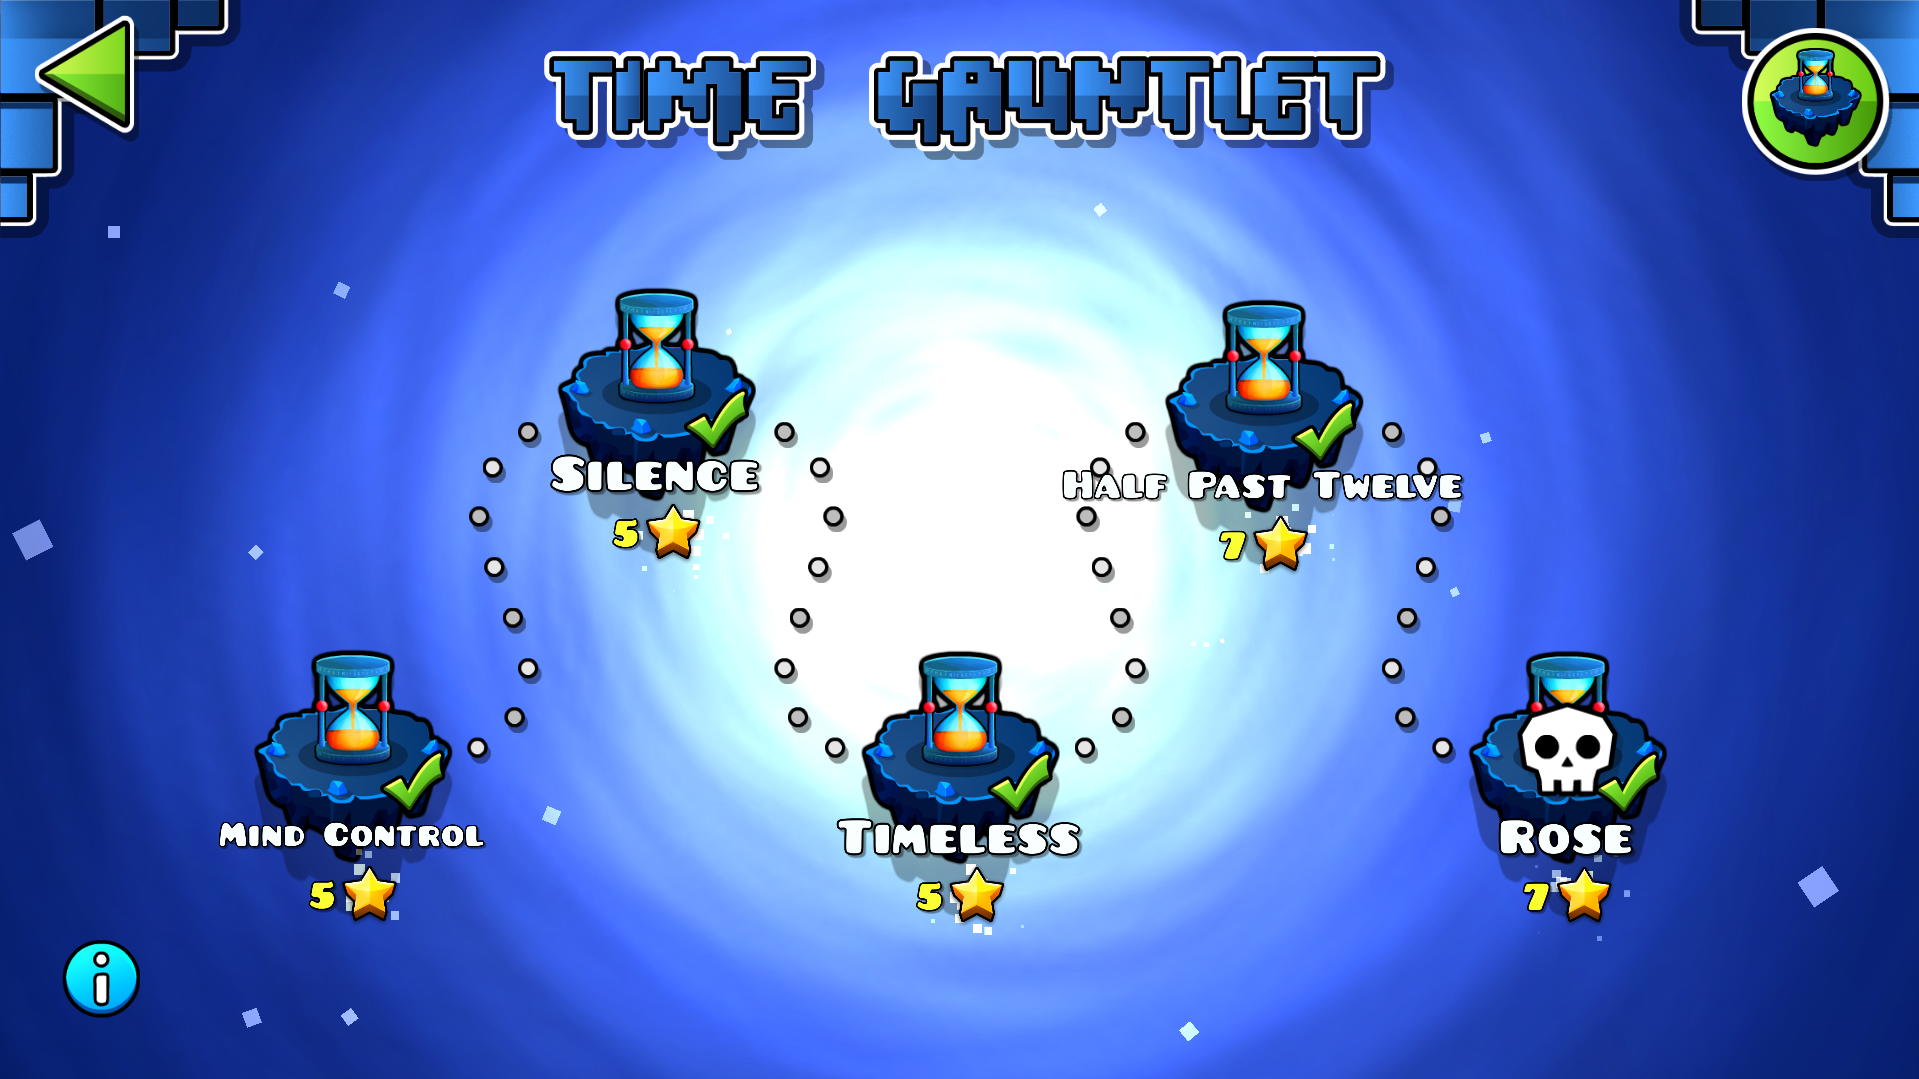 TIME GAUNTLET
SILENCE
5
HALF PAST TWELVE
7
MIND CONTROL
5
TIMELESS
5
ROSE
7
i